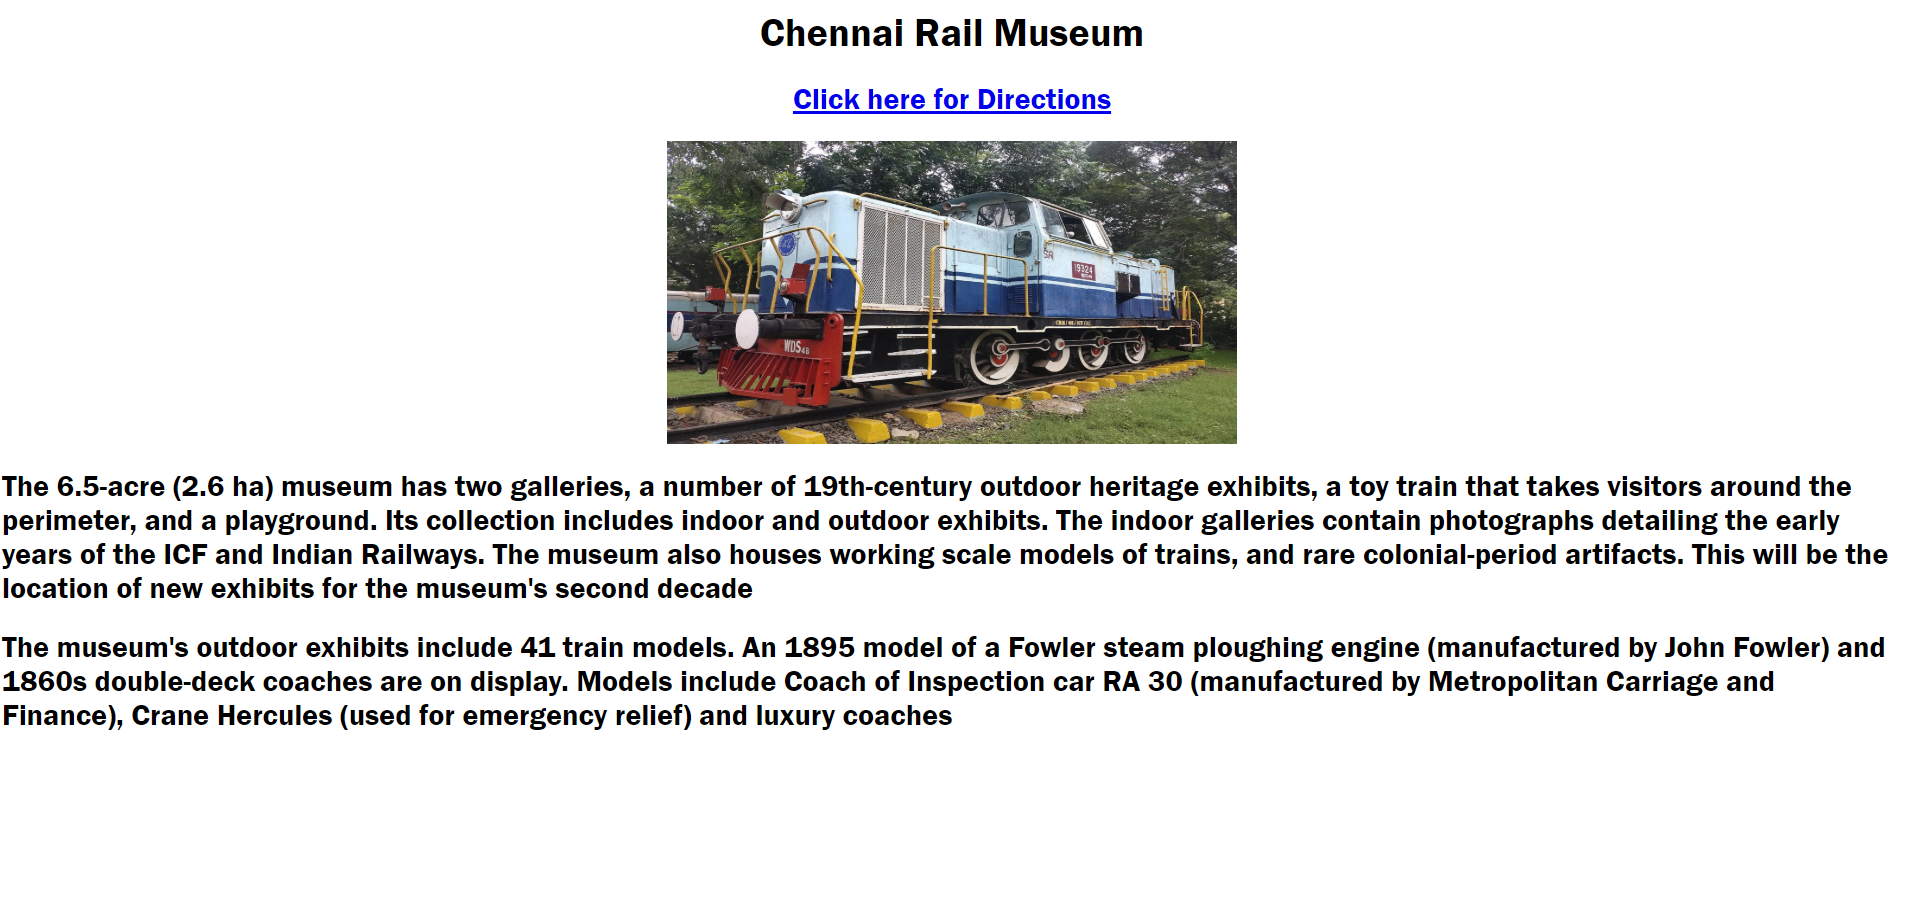 Chennai Rail Museum
Click here for Directions
SR
19324
WDS4B
The 6.5-acre (2.6 ha) museum has two galleries, a number of 19th-century outdoor heritage exhibits, a toy train that takes visitors around the
perimeter, and a playground. Its collection includes indoor and outdoor exhibits. The indoor galleries contain photographs detailing the early
years of the ICF and Indian Railways. The museum also houses working scale models of trains, and rare colonial-period artifacts. This will be the
location of new exhibits for the museum's second decade
The museum's outdoor exhibits include 41 train models. An 1895 model of a Fowler steam ploughing engine (manufactured by John Fowler) and
1860s double-deck coaches are on display. Models include Coach of Inspection car RA 30 (manufactured by Metropolitan Carriage and
Finance), Crane Hercules (used for emergency relief) and luxury coaches